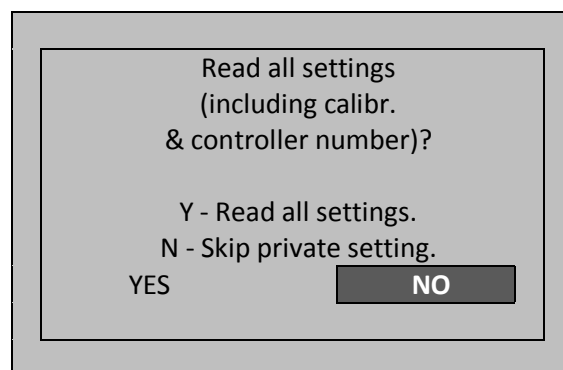 Read all settings
(including calibr.
& controller number)?
Y - Read all settings.
N - Skip private setting.
YES NO